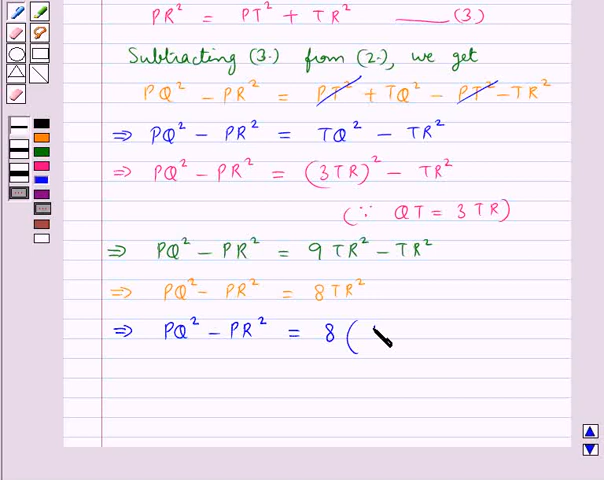 PR² = PT² + TR² ——— (3)
Subtracting (3.) from (2.), we get
PQ² - PR² = PT² + TQ² - PT² - TR²
⇒ PQ² - PR² = TQ² - TR²
⇒ PQ² - PR² = (3TR)² - TR²
(∵ QT = 3TR)
⇒ PQ² - PR² = 9TR² - TR²
⇒ PQ² - PR² = 8TR²
⇒ PQ² - PR² = 8 (